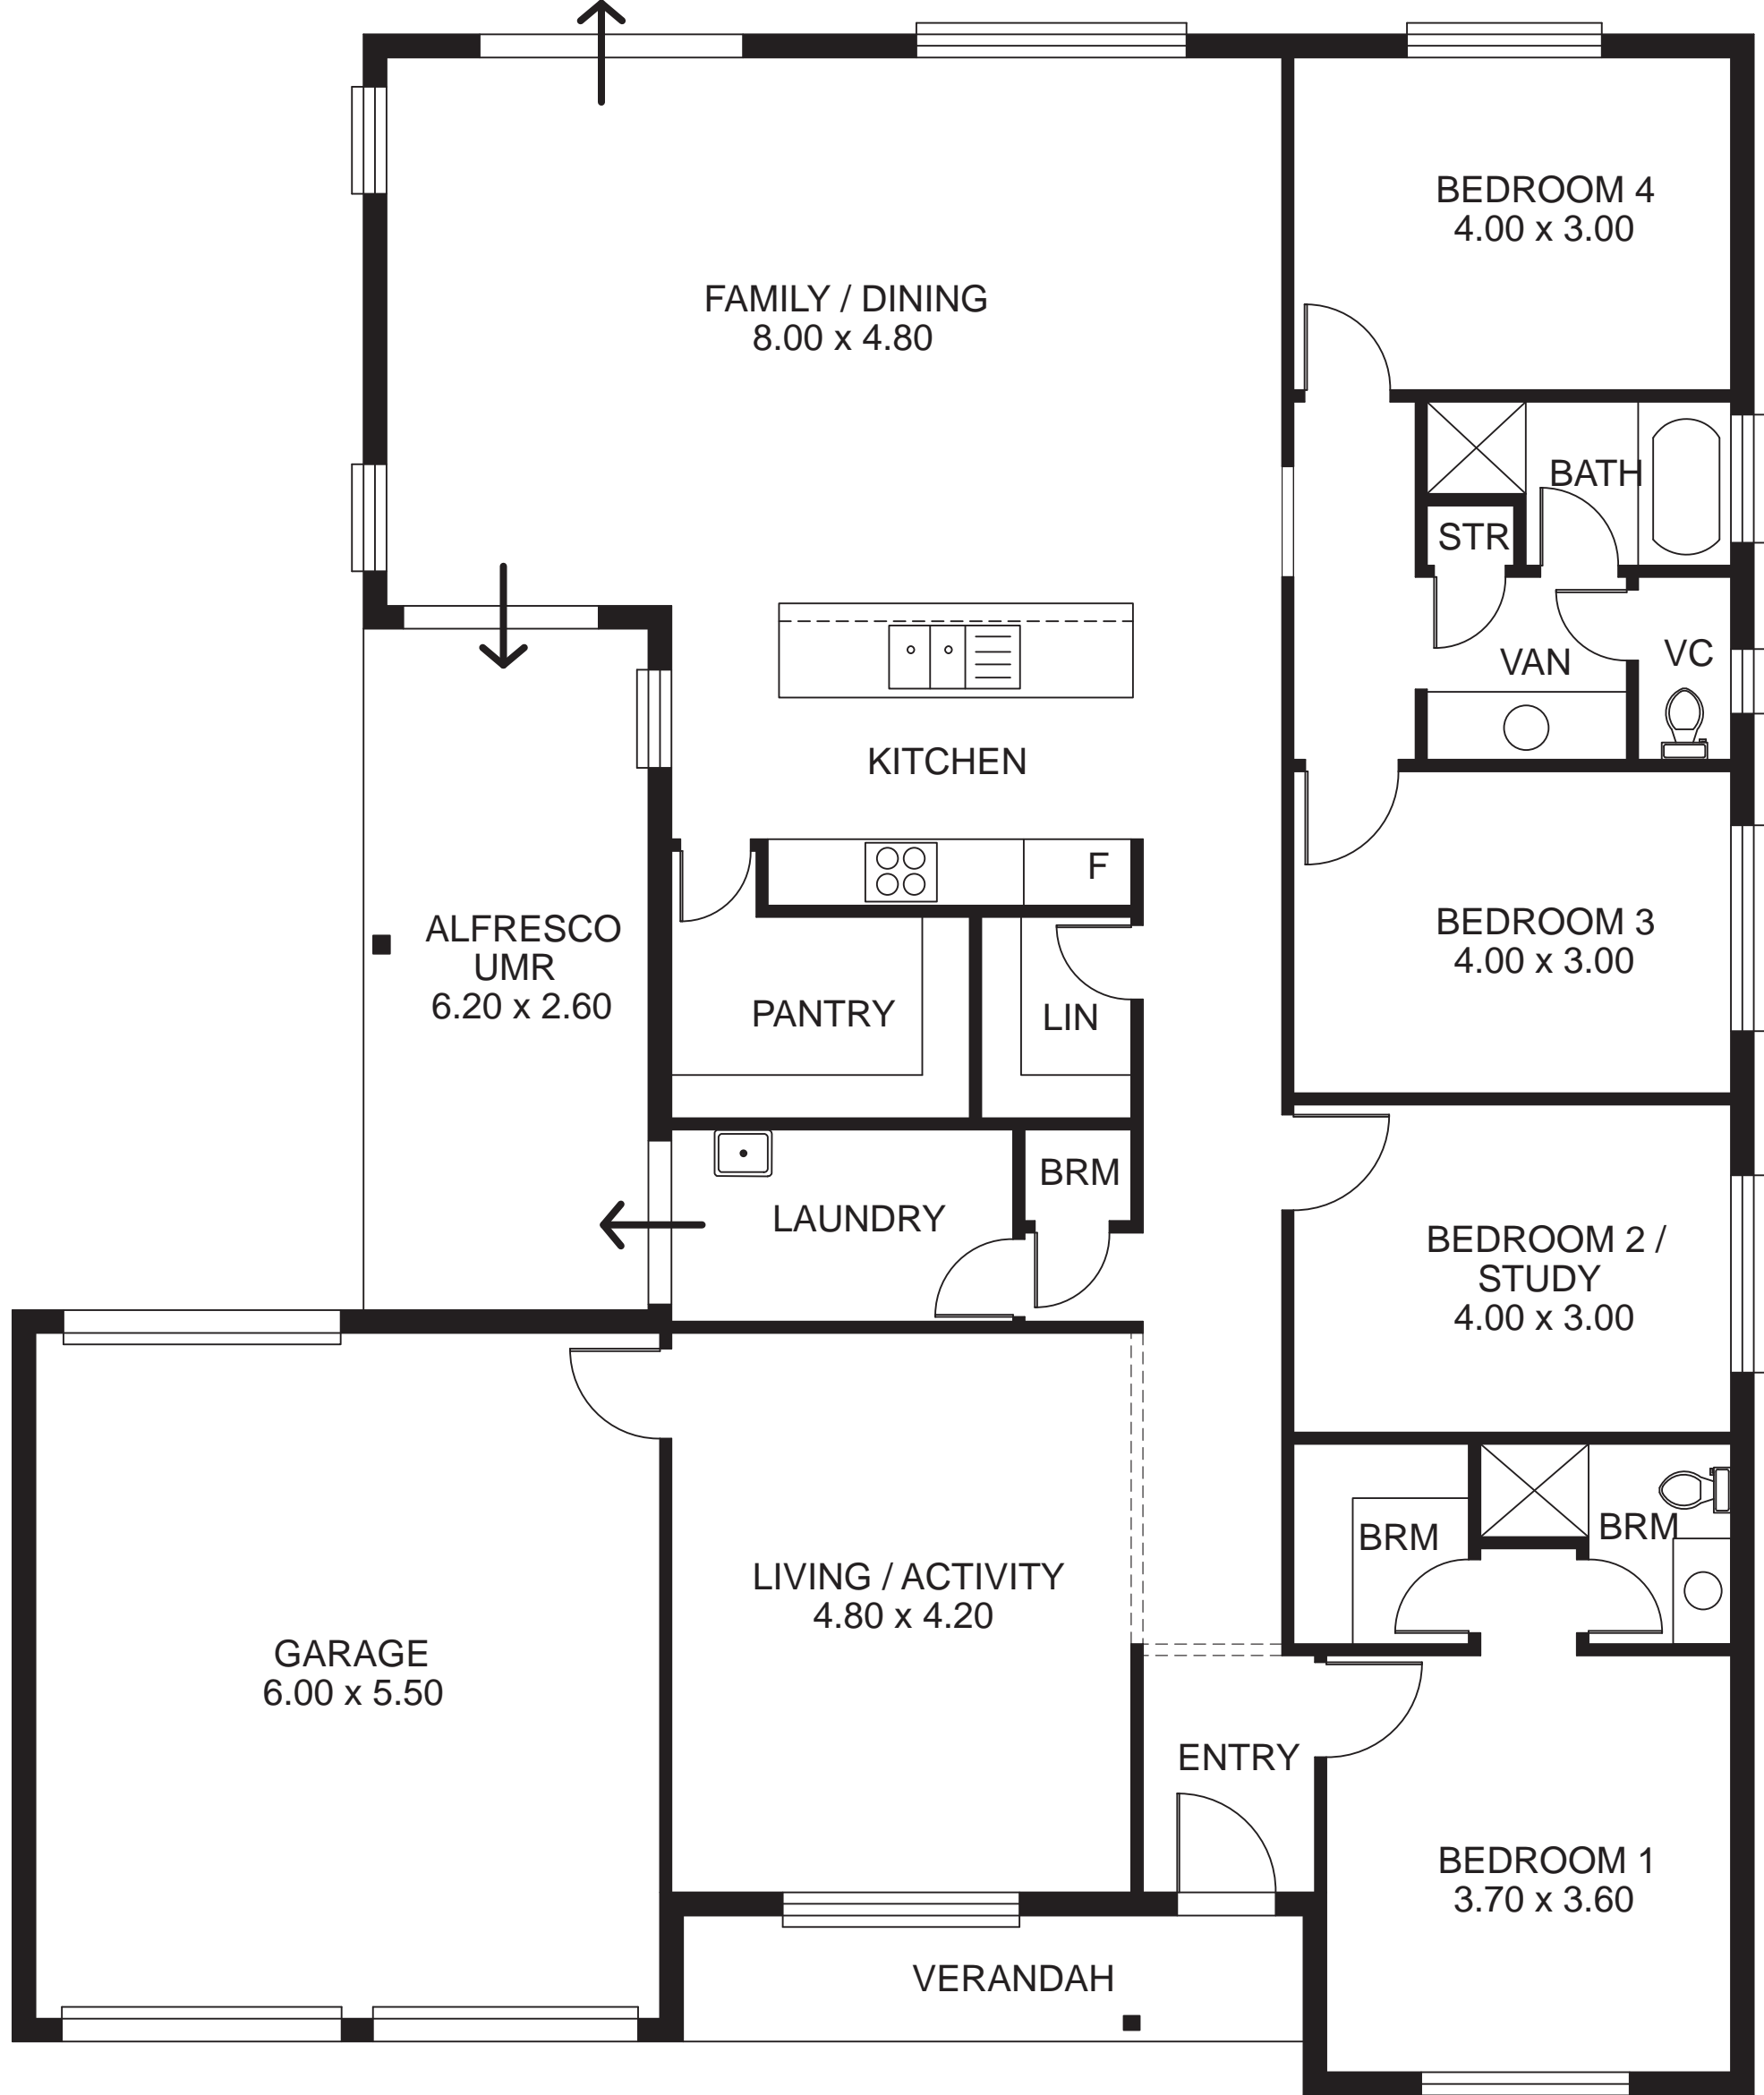 BEDROOM 4
4.00 x 3.00
FAMILY / DINING
8.00 x 4.80
BATH
STR
VAN
VC
KITCHEN
F
ALFRESCO
UMR
6.20 x 2.60
BEDROOM 3
4.00 x 3.00
PANTRY
LIN
BRM
LAUNDRY
BEDROOM 2 /
STUDY
4.00 x 3.00
BRM
BRM
LIVING / ACTIVITY
4.80 x 4.20
GARAGE
6.00 x 5.50
ENTRY
BEDROOM 1
3.70 x 3.60
VERANDAH